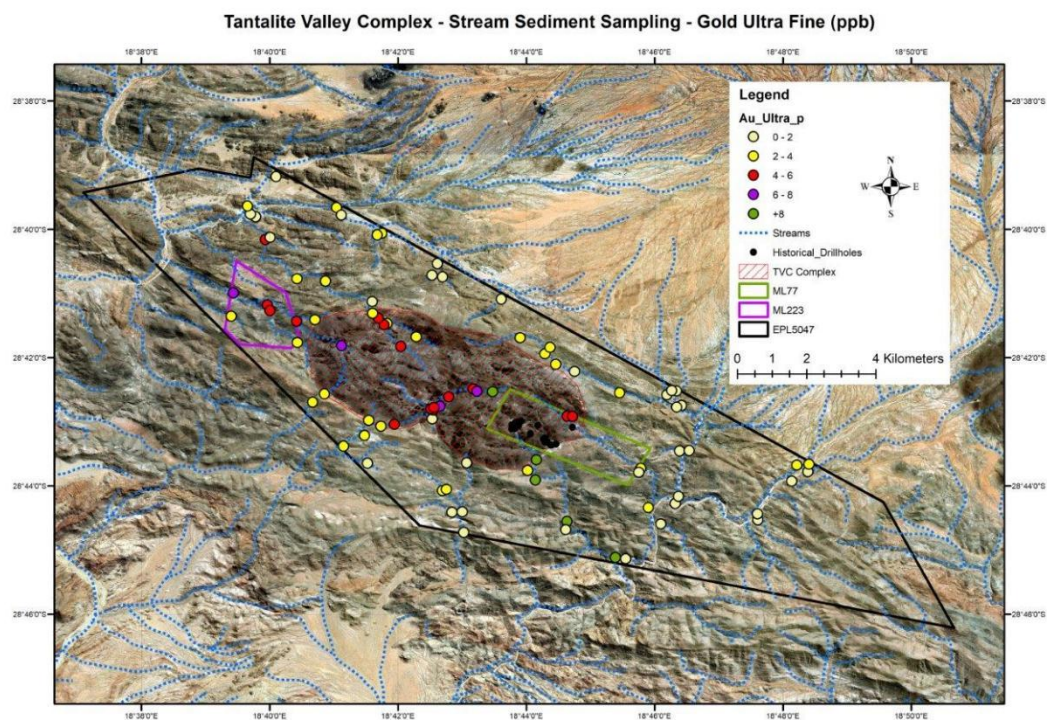 Tantalite Valley Complex - Stream Sediment Sampling - Gold Ultra Fine (ppb)
18°38'0"E 18°40'0"E 18°42'0"E 18°44'0"E 18°46'0"E 18°48'0"E 18°50'0"E
28°38'0"S 28°38'0"S
Legend
Au_Ultra_p
0 - 2
2 - 4
4 - 6
6 - 8
+8
Streams
Historical_Drillholes
TVC Complex
ML77
ML223
EPL5047
N
W E
S
0 0.5 1 2 3 4 Kilometers
28°40'0"S 28°40'0"S
28°42'0"S 28°42'0"S
28°44'0"S 28°44'0"S
28°46'0"S 28°46'0"S
18°38'0"E 18°40'0"E 18°42'0"E 18°44'0"E 18°46'0"E 18°48'0"E 18°50'0"E